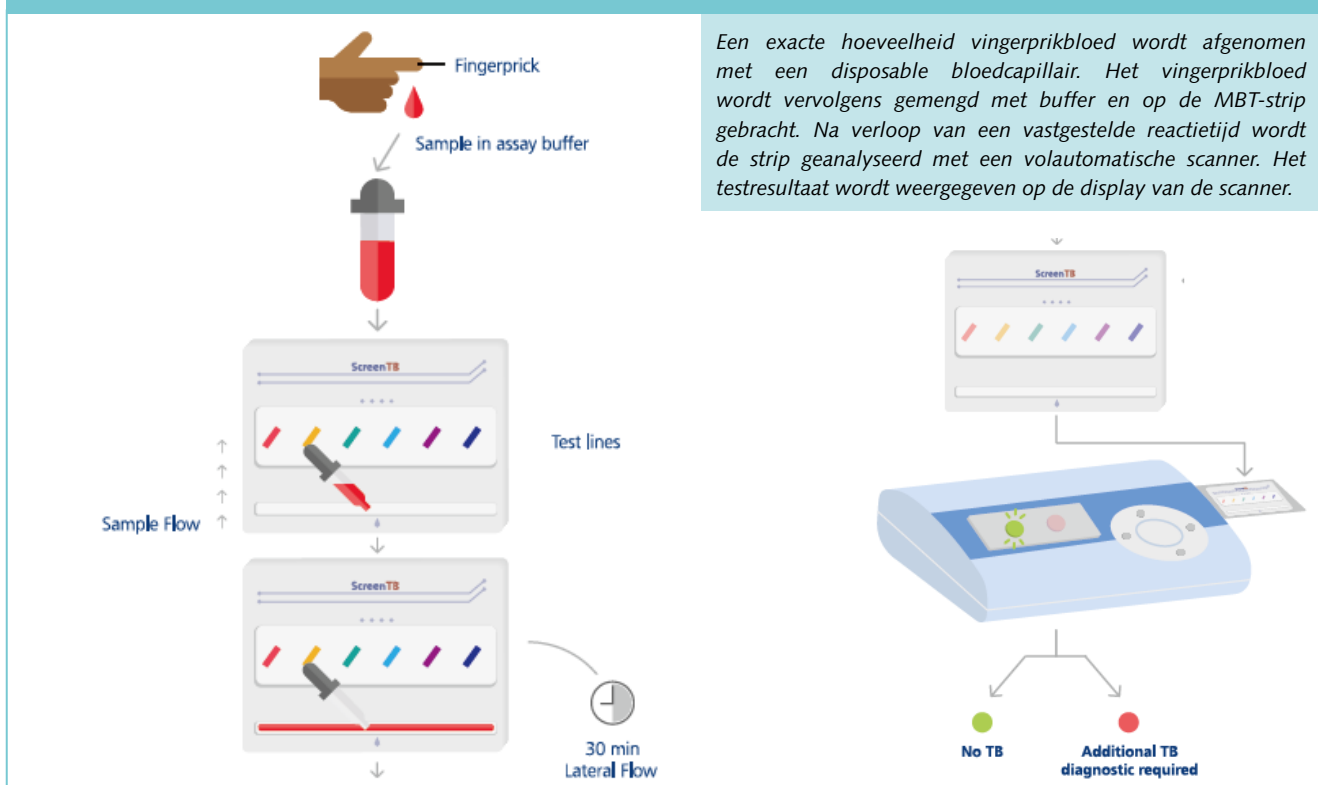 Een exacte hoeveelheid vingerprikbloed wordt afgenomen
met een disposable bloedcapillair. Het vingerprikbloed
wordt vervolgens gemengd met buffer en op de MBT-strip
gebracht. Na verloop van een vastgestelde reactietijd wordt
de strip geanalyseerd met een volautomatische scanner. Het
testresultaat wordt weergegeven op de display van de scanner.
Fingerprick
Sample in assay buffer
ScreenTB
Test lines
Sample Flow
ScreenTB
30 min
Lateral Flow
ScreenTB
No TB
Additional TB
diagnostic required